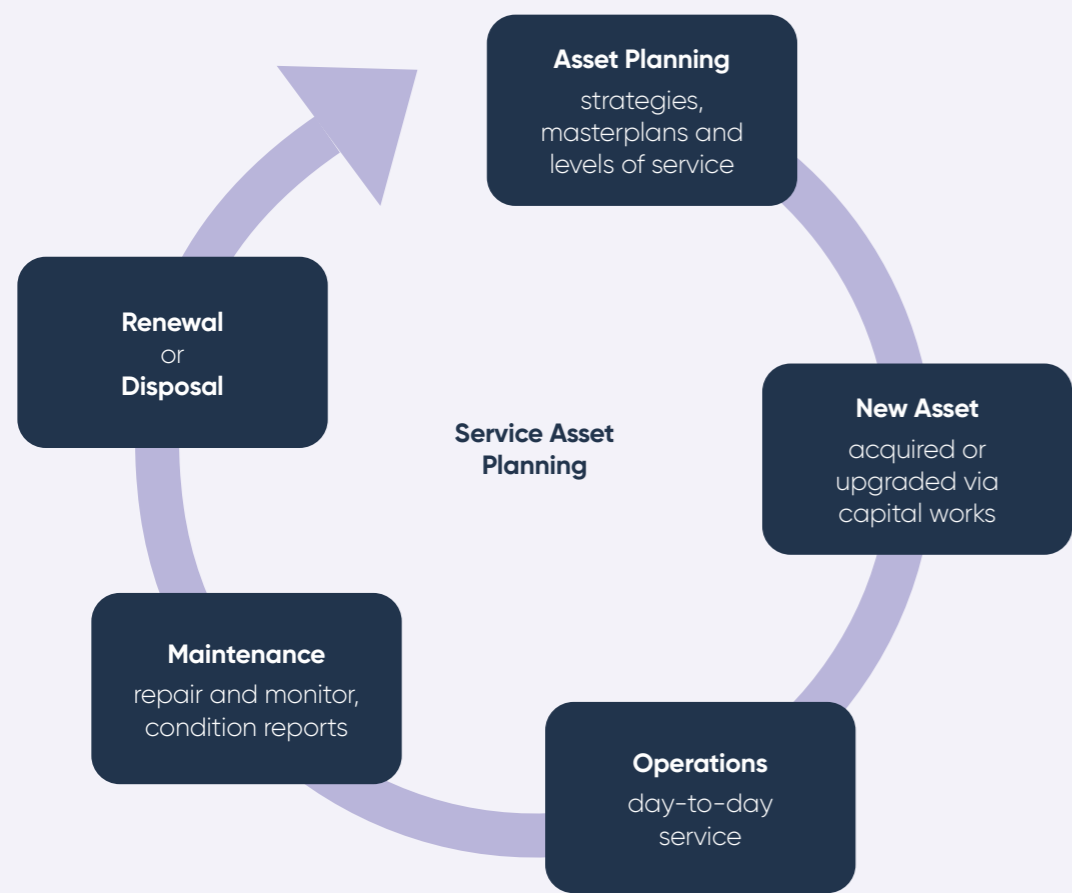 Asset Planning
strategies,
masterplans and
levels of service
New Asset
acquired or
upgraded via
capital works
Operations
day-to-day
service
Maintenance
repair and monitor,
condition reports
Renewal
or
Disposal
Service Asset
Planning